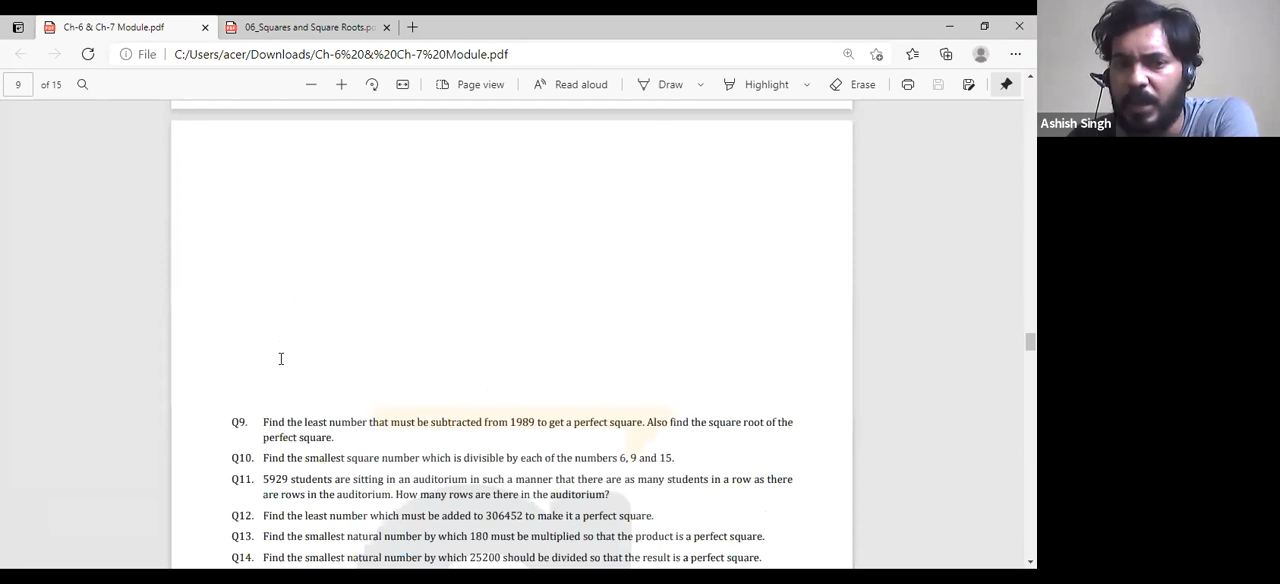 Ch-6 & Ch-7 Module.pdf
06_Squares and Square Roots.po
File
C:/Users/acer/Downloads/Ch-6%20&%20Ch-7%20Module.pdf
9 of 15
Page view
Read aloud
Draw
Highlight
Erase
Ashish Singh
Q9. Find the least number that must be subtracted from 1989 to get a perfect square. Also find the square root of the
perfect square.
Q10. Find the smallest square number which is divisible by each of the numbers 6, 9 and 15.
Q11. 5929 students are sitting in an auditorium in such a manner that there are as many students in a row as there
are rows in the auditorium. How many rows are there in the auditorium?
Q12. Find the least number which must be added to 306452 to make it a perfect square.
Q13. Find the smallest natural number by which 180 must be multiplied so that the product is a perfect square.
Q14. Find the smallest natural number by which 25200 should be divided so that the result is a perfect square.